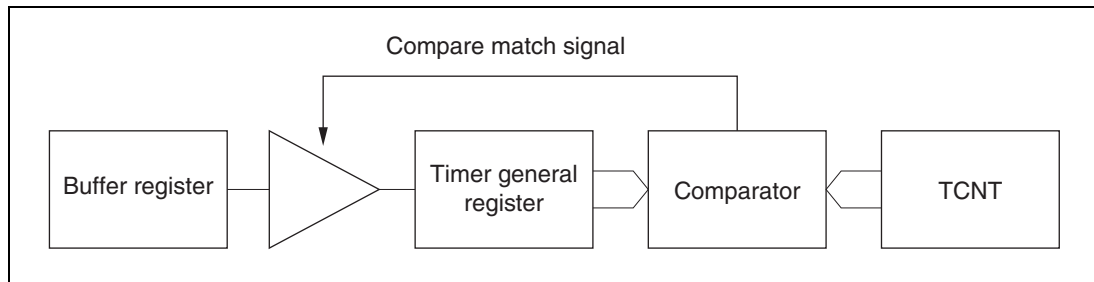 Compare match signal
Buffer register
Timer general
register
Comparator
TCNT